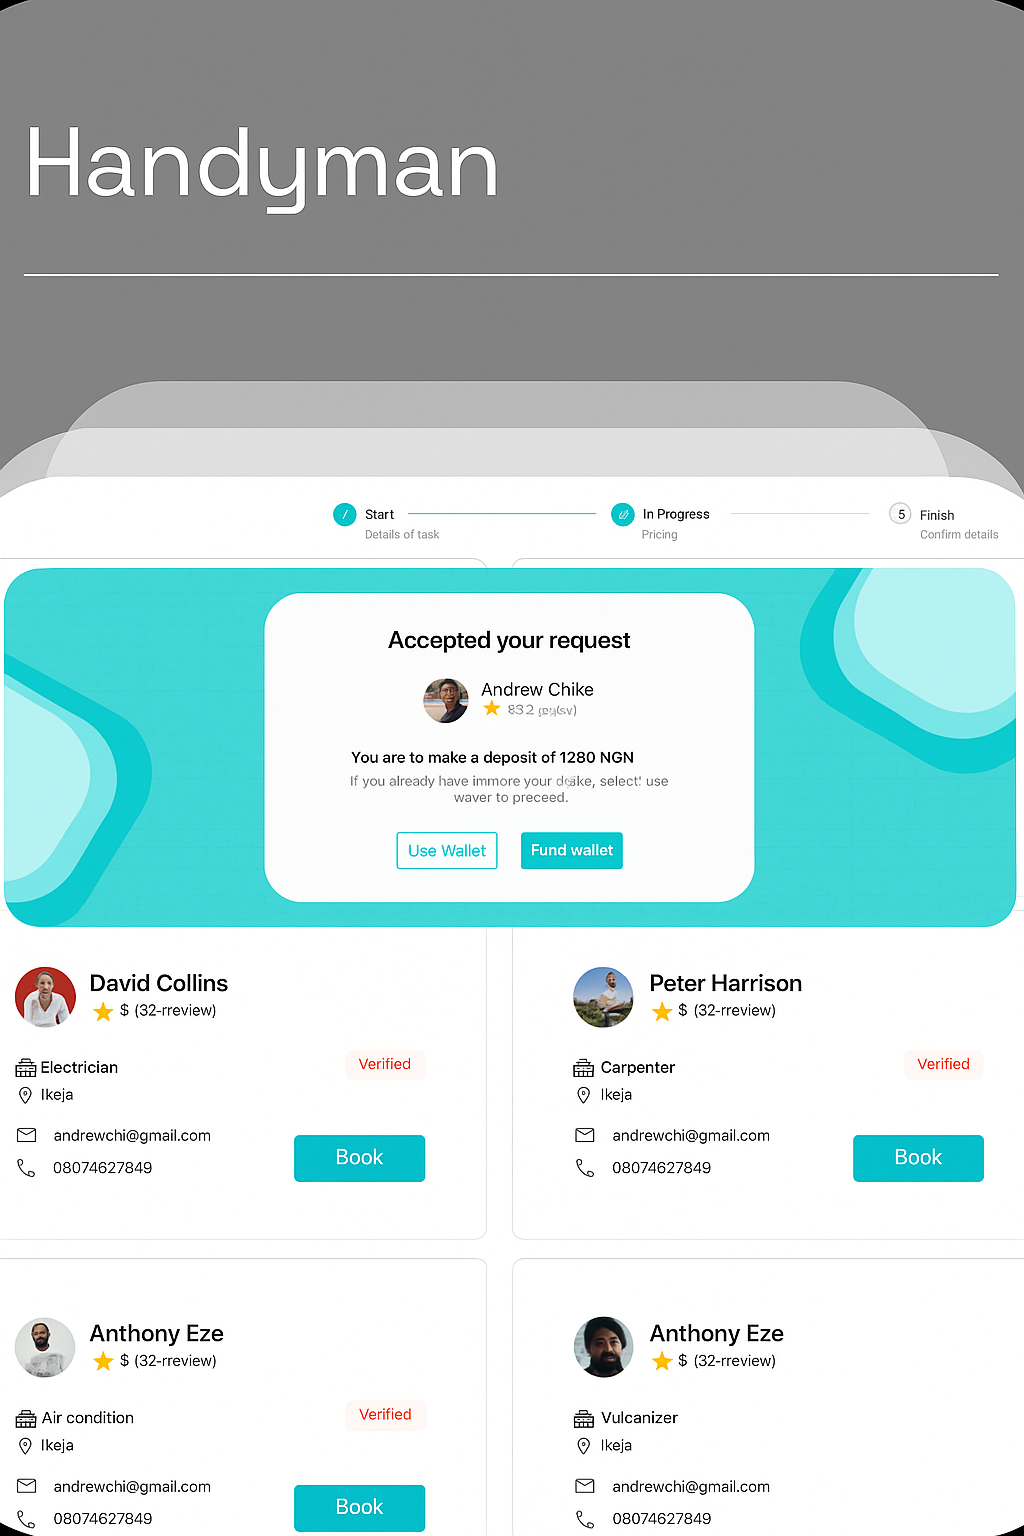 Handyman
Start
Details of task
In Progress
Pricing
5 Finish
Confirm details
Accepted your request
Andrew Chike
You are to make a deposit of 1280 NGN
If you already have immore your select' use
waver to preceed.
Use Wallet
Fund wallet
David Collins
$ (32-rreview)
Electrician
Verified
Ikeja
andrewchi@gmail.com
08074627849
Book
Peter Harrison
$ (32-rreview)
Carpenter
Verified
Ikeja
andrewchi@gmail.com
08074627849
Book
Anthony Eze
$ (32-rreview)
Air condition
Verified
Ikeja
andrewchi@gmail.com
08074627849
Book
Anthony Eze
$ (32-rreview)
Vulcanizer
Ikeja
andrewchi@gmail.com
08074627849